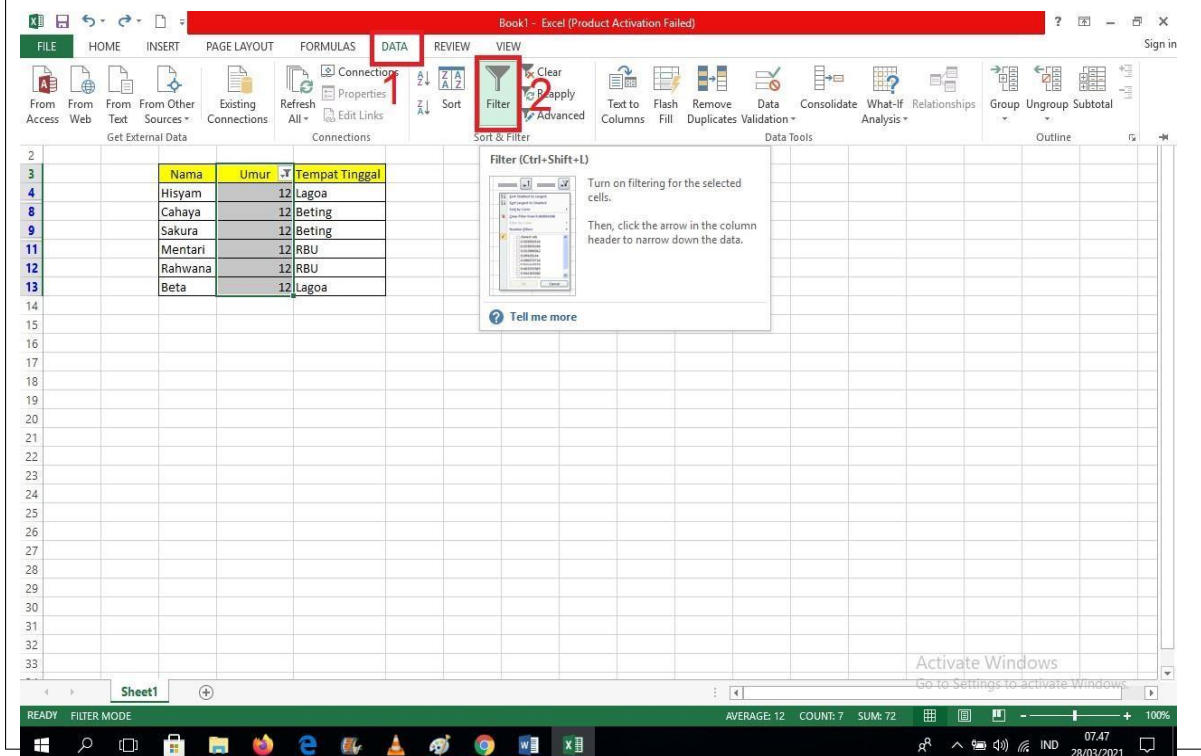 Book1 - Excel (Product Activation Failed)
?
FILE HOME INSERT PAGE LAYOUT FORMULAS DATA REVIEW VIEW Sign in
1
2
From Access
From Web
From Text
From Other Sources
Existing Connections
Refresh All
Connections
Properties
Edit Links
Sort
Filter
Clear
Reapply
Advanced
Text to Columns
Flash Fill
Remove Duplicates
Data Validation
Consolidate
What-If Analysis
Relationships
Group
Ungroup
Subtotal
Get External Data
Connections
Sort & Filter
Data Tools
Outline
Filter (Ctrl+Shift+L)
Turn on filtering for the selected
cells.
Then, click the arrow in the column
header to narrow down the data.
Tell me more
2
3 Nama Umur Tempat Tinggal
4 Hisyam 12 Lagoa
8 Cahaya 12 Beting
9 Sakura 12 Beting
11 Mentari 12 RBU
12 Rahwana 12 RBU
13 Beta 12 Lagoa
14
15
16
17
18
19
20
21
22
23
24
25
26
27
28
29
30
31
32
33
Activate Windows
Go to Settings to activate Windows.
Sheet1
READY FILTER MODE AVERAGE: 12 COUNT: 7 SUM: 72 100%
IND
07.47
28/03/2021